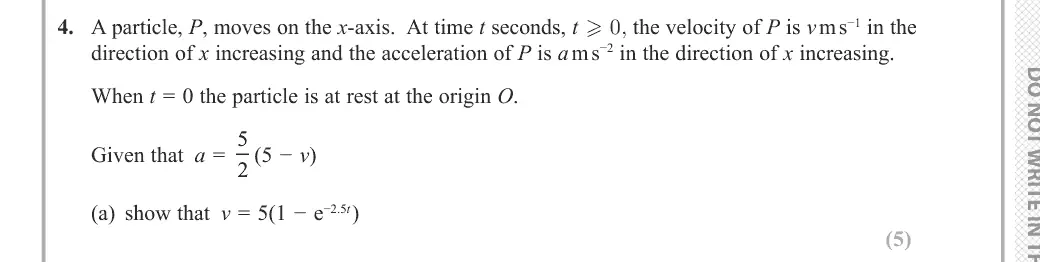 4. A particle, P, moves on the x-axis. At time t seconds, t ⩾ 0, the velocity of P is v m s⁻¹ in the
direction of x increasing and the acceleration of P is a m s⁻² in the direction of x increasing.
When t = 0 the particle is at rest at the origin O.
Given that a = 5/2 (5 − v)
(a) show that v = 5(1 − e^−2.5t)
(5)
DO NOT WRITE IN